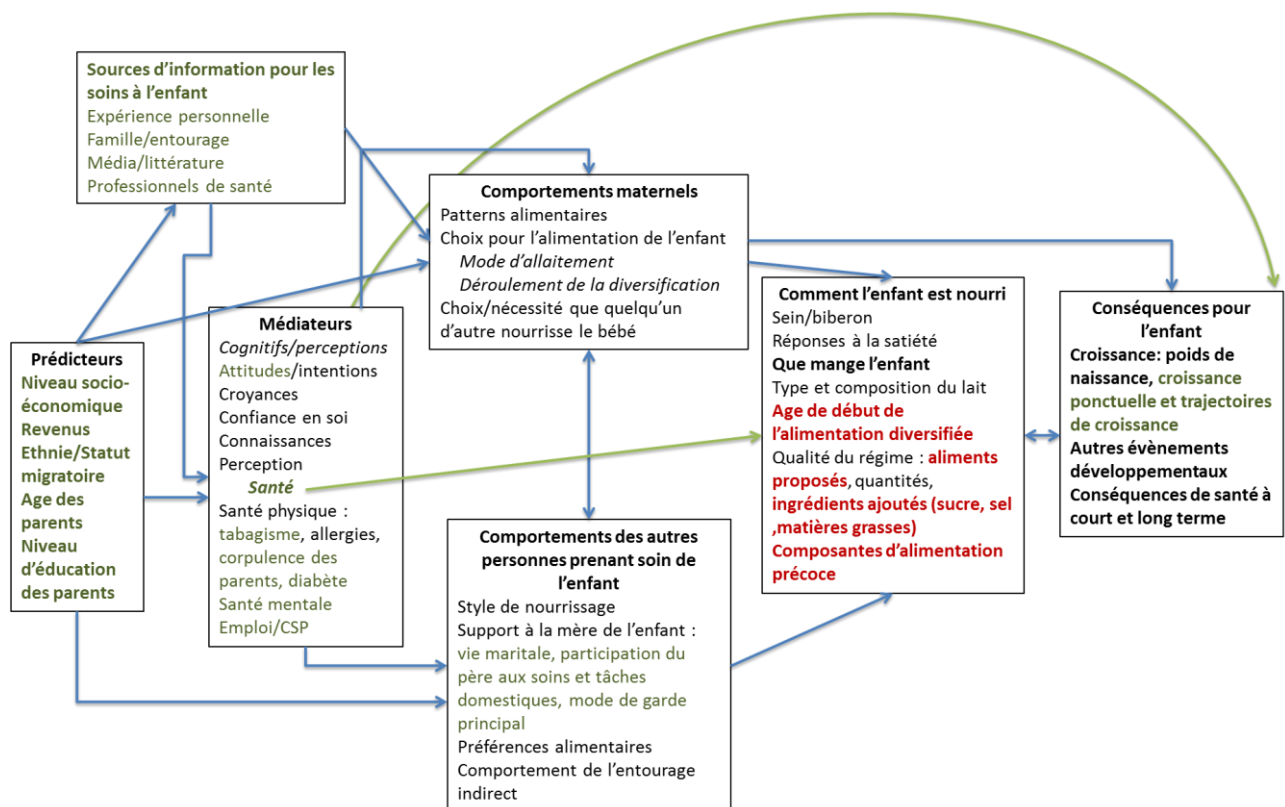 Sources d'information pour les
soins à l'enfant
Expérience personnelle
Famille/entourage
Média/littérature
Professionnels de santé
Prédicteurs
Niveau socio-
économique
Revenus
Ethnie/Statut
migratoire
Age des
parents
Niveau
d'éducation
des parents
Médiateurs
Cognitifs/perceptions
Attitudes/intentions
Croyances
Confiance en soi
Connaissances
Perception
Santé
Santé physique :
tabagisme, allergies,
corpulence des
parents, diabète
Santé mentale
Emploi/CSP
Comportements maternels
Patterns alimentaires
Choix pour l'alimentation de l'enfant
Mode d'allaitement
Déroulement de la diversification
Choix/nécessité que quelqu'un
d'autre nourrisse le bébé
Comportements des autres
personnes prenant soin de
l'enfant
Style de nourrissage
Support à la mère de l'enfant :
vie maritale, participation du
père aux soins et tâches
domestiques, mode de garde
principal
Préférences alimentaires
Comportement de l'entourage
indirect
Comment l'enfant est nourri
Sein/biberon
Réponses à la satiété
Que mange l'enfant
Type et composition du lait
Age de début de
l'alimentation diversifiée
Qualité du régime : aliments
proposés, quantités,
ingrédients ajoutés (sucre, sel
,matières grasses)
Composantes d'alimentation
précoce
Conséquences pour
l'enfant
Croissance: poids de
naissance, croissance
ponctuelle et trajectoires
de croissance
Autres évènements
développementaux
Conséquences de santé à
court et long terme